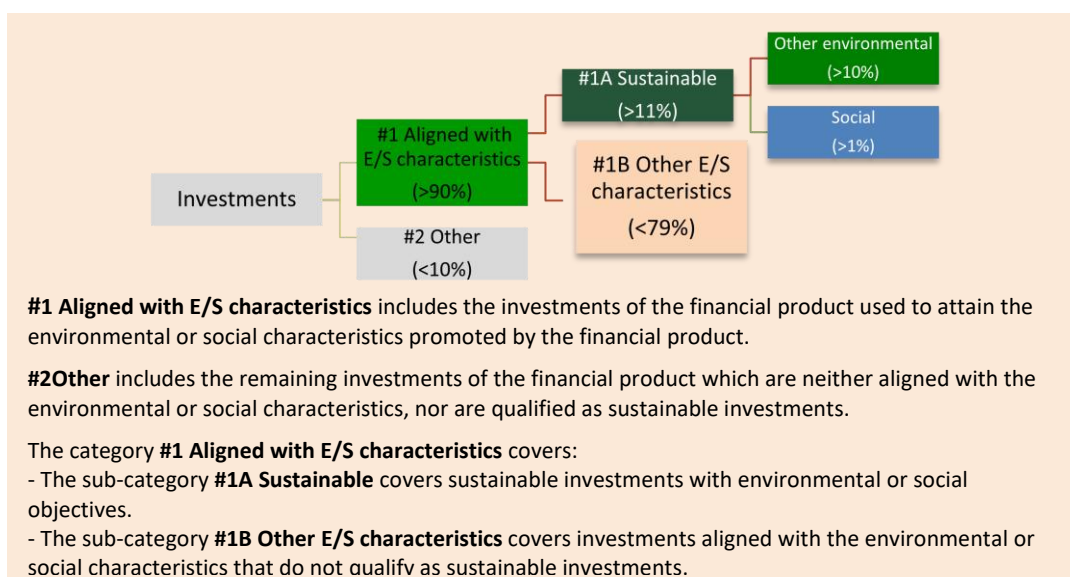 Other environmental
(>10%)
#1A Sustainable
(>11%)
Social
(>1%)
#1 Aligned with
E/S characteristics
(>90%)
#1B Other E/S
characteristics
(<79%)
Investments
#2 Other
(<10%)
#1 Aligned with E/S characteristics includes the investments of the financial product used to attain the
environmental or social characteristics promoted by the financial product.
#2Other includes the remaining investments of the financial product which are neither aligned with the
environmental or social characteristics, nor are qualified as sustainable investments.
The category #1 Aligned with E/S characteristics covers:
- The sub-category #1A Sustainable covers sustainable investments with environmental or social
objectives.
- The sub-category #1B Other E/S characteristics covers investments aligned with the environmental or
social characteristics that do not qualify as sustainable investments.